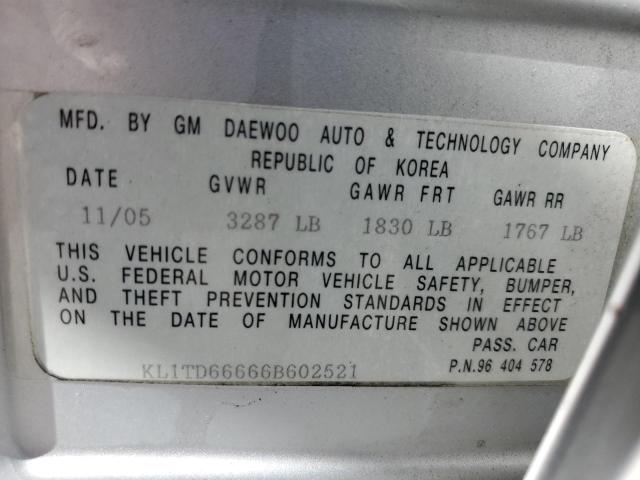 MFD. BY GM DAEWOO AUTO & TECHNOLOGY COMPANY
REPUBLIC OF KOREA
DATE GVWR GAWR FRT GAWR RR
11/05 3287 LB 1830 LB 1767 LB
THIS VEHICLE CONFORMS TO ALL APPLICABLE
U.S. FEDERAL MOTOR VEHICLE SAFETY, BUMPER,
AND THEFT PREVENTION STANDARDS IN EFFECT
ON THE DATE OF MANUFACTURE SHOWN ABOVE
PASS. CAR
KL1TD66666B602521 P.N.96 404 578